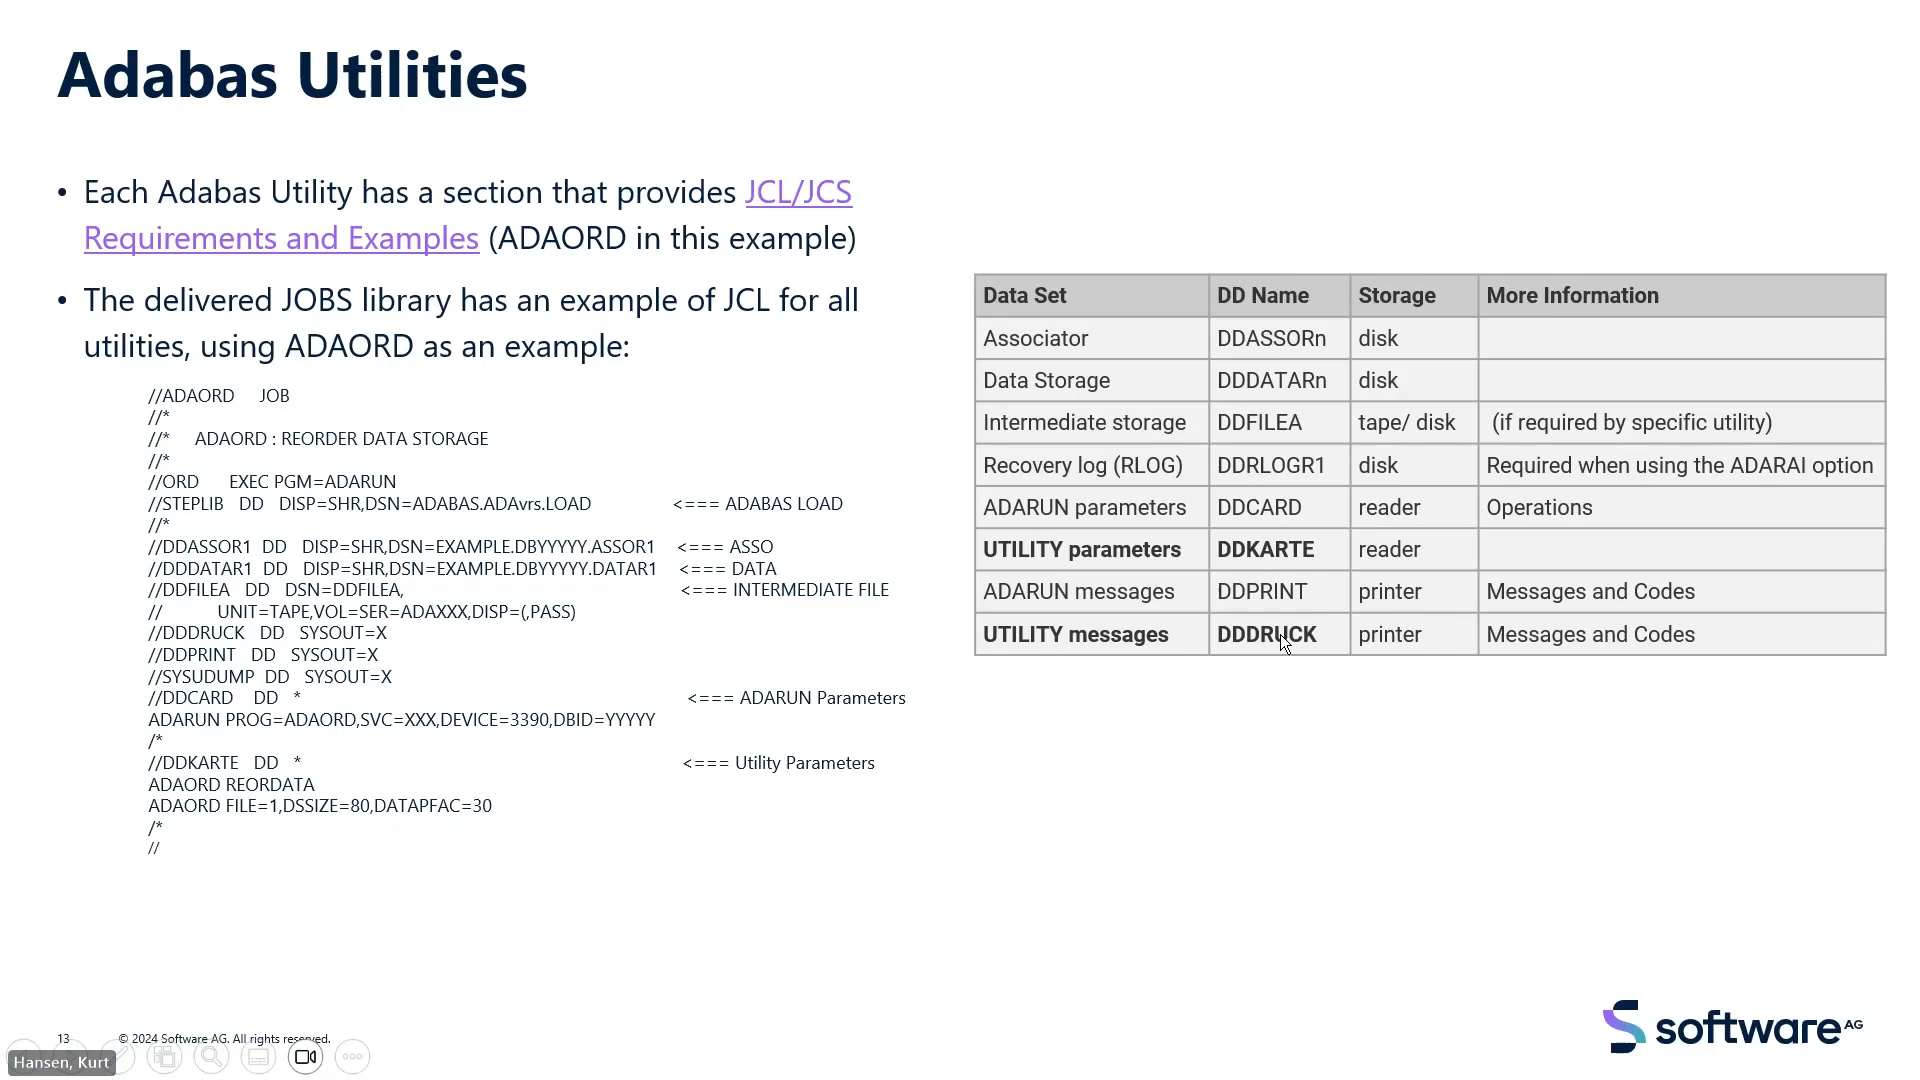 Adabas Utilities
• Each Adabas Utility has a section that provides JCL/JCS
Requirements and Examples (ADAORD in this example)
• The delivered JOBS library has an example of JCL for all
utilities, using ADAORD as an example:
//ADAORD JOB
//*
//* ADAORD : REORDER DATA STORAGE
//*
//ORD EXEC PGM=ADARUN
//STEPLIB DD DISP=SHR,DSN=ADABAS.ADAvrs.LOAD <=== ADABAS LOAD
//*
//DDASSOR1 DD DISP=SHR,DSN=EXAMPLE.DBYYYYY.ASSOR1 <=== ASSO
//DDDATAR1 DD DISP=SHR,DSN=EXAMPLE.DBYYYYY.DATAR1 <=== DATA
//DDFILEA DD DSN=DDFILEA, <=== INTERMEDIATE FILE
// UNIT=TAPE,VOL=SER=ADAXXX,DISP=(,PASS)
//DDDRUCK DD SYSOUT=X
//DDPRINT DD SYSOUT=X
//SYSUDUMP DD SYSOUT=X
//DDCARD DD * <=== ADARUN Parameters
ADARUN PROG=ADAORD,SVC=XXX,DEVICE=3390,DBID=YYYYY
/*
//DDKARTE DD * <=== Utility Parameters
ADAORD REORDATA
ADAORD FILE=1,DSSIZE=80,DATAPFAC=30
/*
//
Data Set DD Name Storage More Information
Associator DDASSORn disk
Data Storage DDDATARn disk
Intermediate storage DDFILEA tape/ disk (if required by specific utility)
Recovery log (RLOG) DDRLOGR1 disk Required when using the ADARAI option
ADARUN parameters DDCARD reader Operations
UTILITY parameters DDKARTE reader
ADARUN messages DDPRINT printer Messages and Codes
UTILITY messages DDDRUCK printer Messages and Codes
13 © 2024 Software AG. All rights reserved.
Hansen, Kurt
software AG